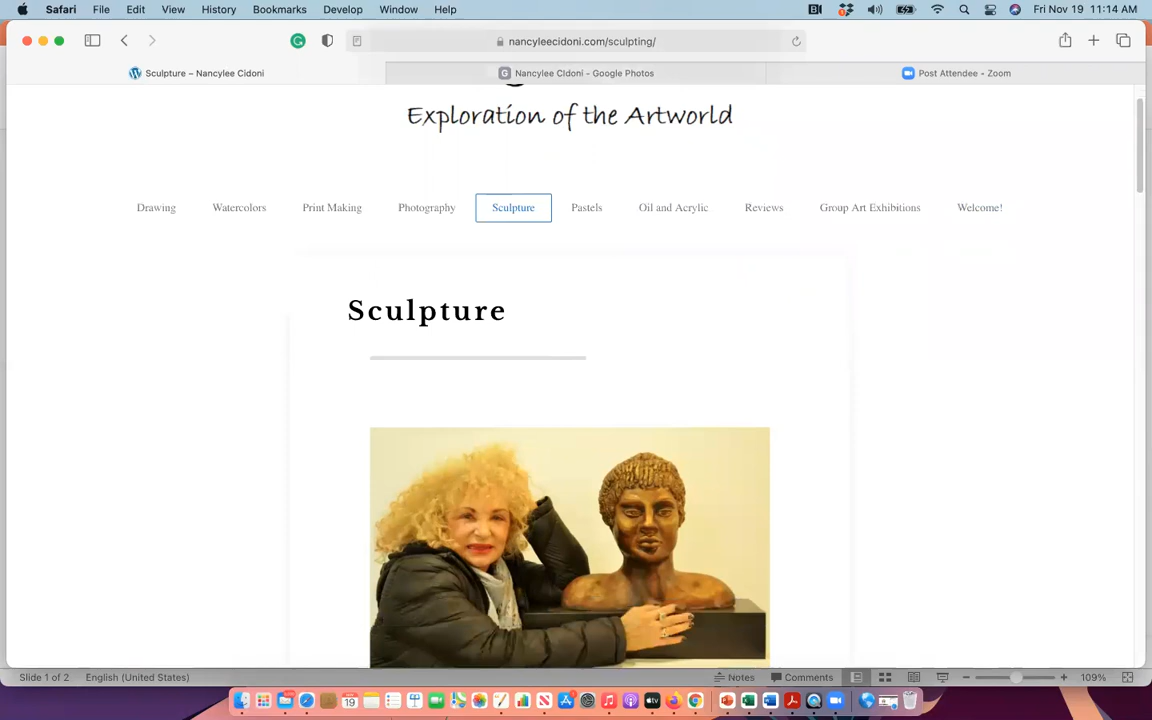 Safari File Edit View History Bookmarks Develop Window Help Fri Nov 19 11:14 AM
nancyleecidoni.com/sculpting/
Sculpture – Nancylee Cidoni
Nancylee CIdoni - Google Photos
Post Attendee - Zoom
Exploration of the Artworld
Drawing Watercolors Print Making Photography Sculpture Pastels Oil and Acrylic Reviews Group Art Exhibitions Welcome!
Sculpture
Slide 1 of 2 English (United States) Notes Comments 109%
19